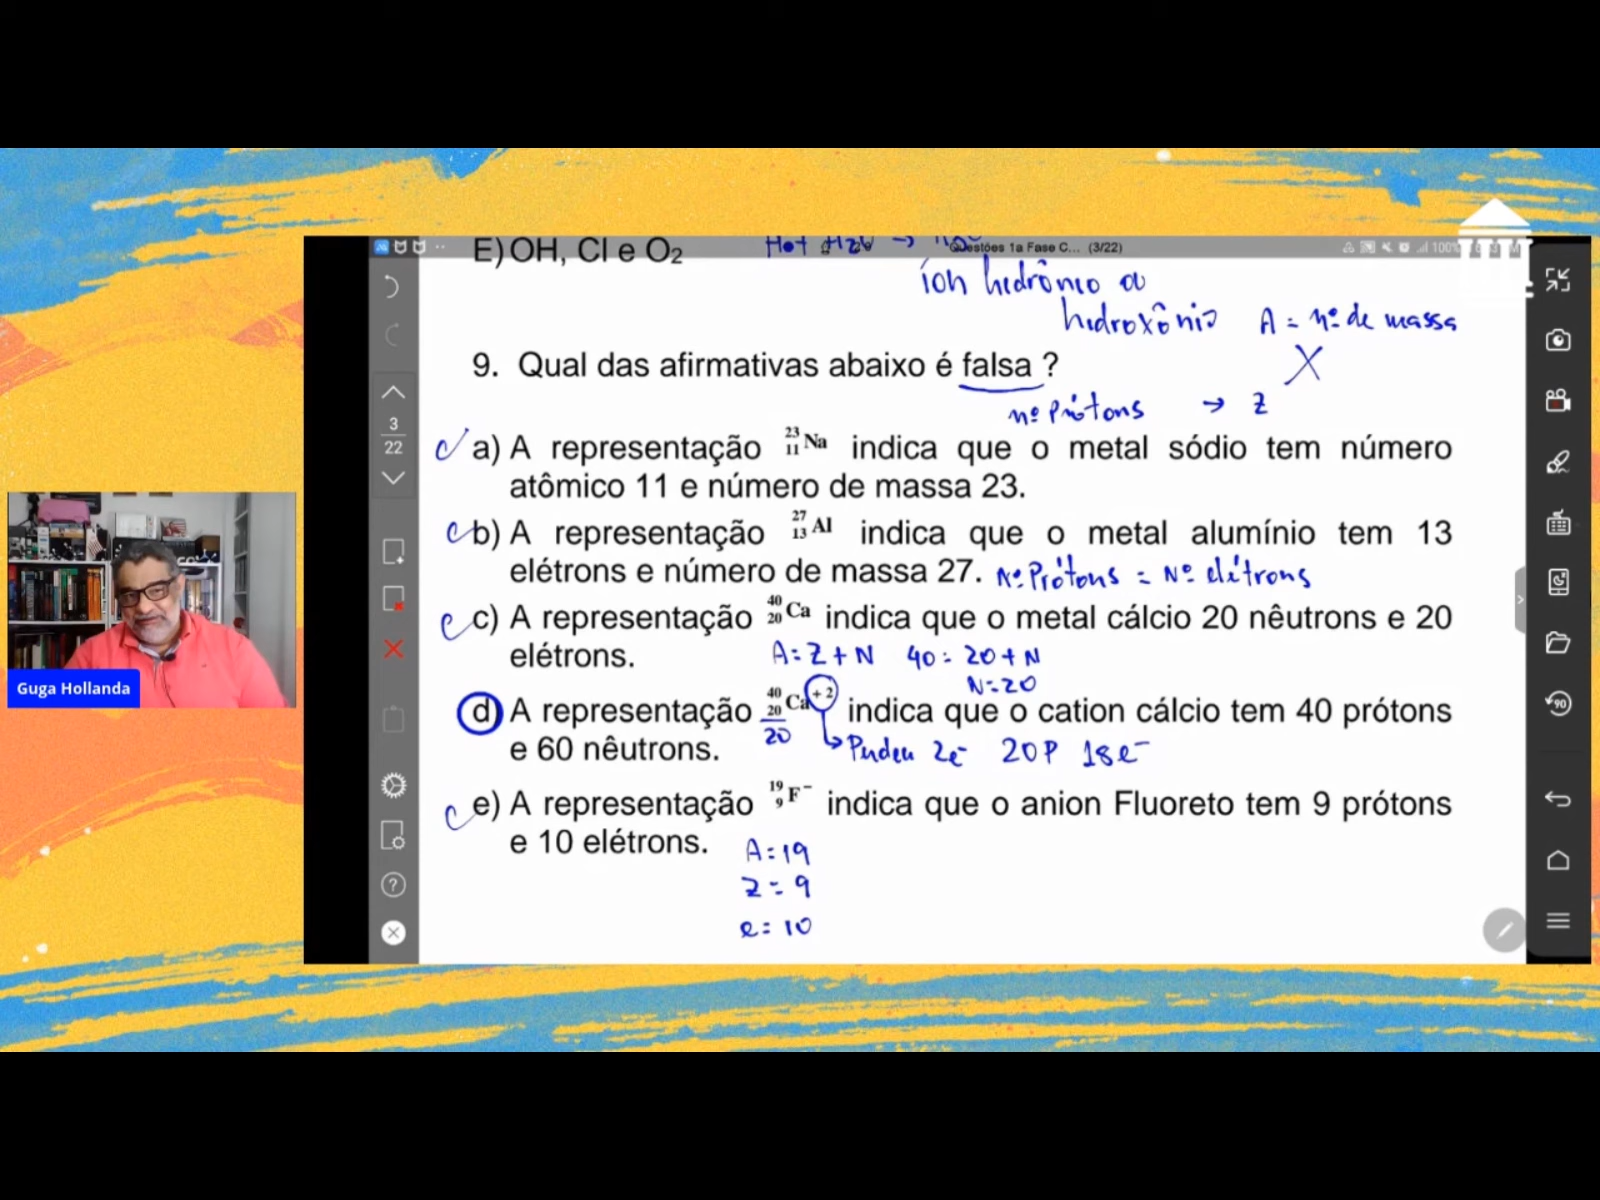 E) OH, Cl e O₂
H₂O →
Questões 1a Fase C... (3/22)
100%
íon hidrônio ou
hidroxônio
A = nº de massa
X
9. Qual das afirmativas abaixo é falsa ?
nº Prótons → Z
3
22
c a) A representação ²³₁₁Na indica que o metal sódio tem número
atômico 11 e número de massa 23.
c b) A representação ²⁷₁₃Al indica que o metal alumínio tem 13
elétrons e número de massa 27. Nº Prótons = Nº elétrons
c c) A representação ⁴⁰₂₀Ca indica que o metal cálcio 20 nêutrons e 20
elétrons. A = Z + N 40 = 20 + N
N = 20
d) A representação ⁴⁰₂₀Ca⁺² indica que o cation cálcio tem 40 prótons
e 60 nêutrons. 20 ↳ Perdeu 2e⁻ 20P 18e⁻
c e) A representação ¹⁹₉F⁻ indica que o anion Fluoreto tem 9 prótons
e 10 elétrons.
A = 19
Z = 9
e = 10
Guga Hollanda
90